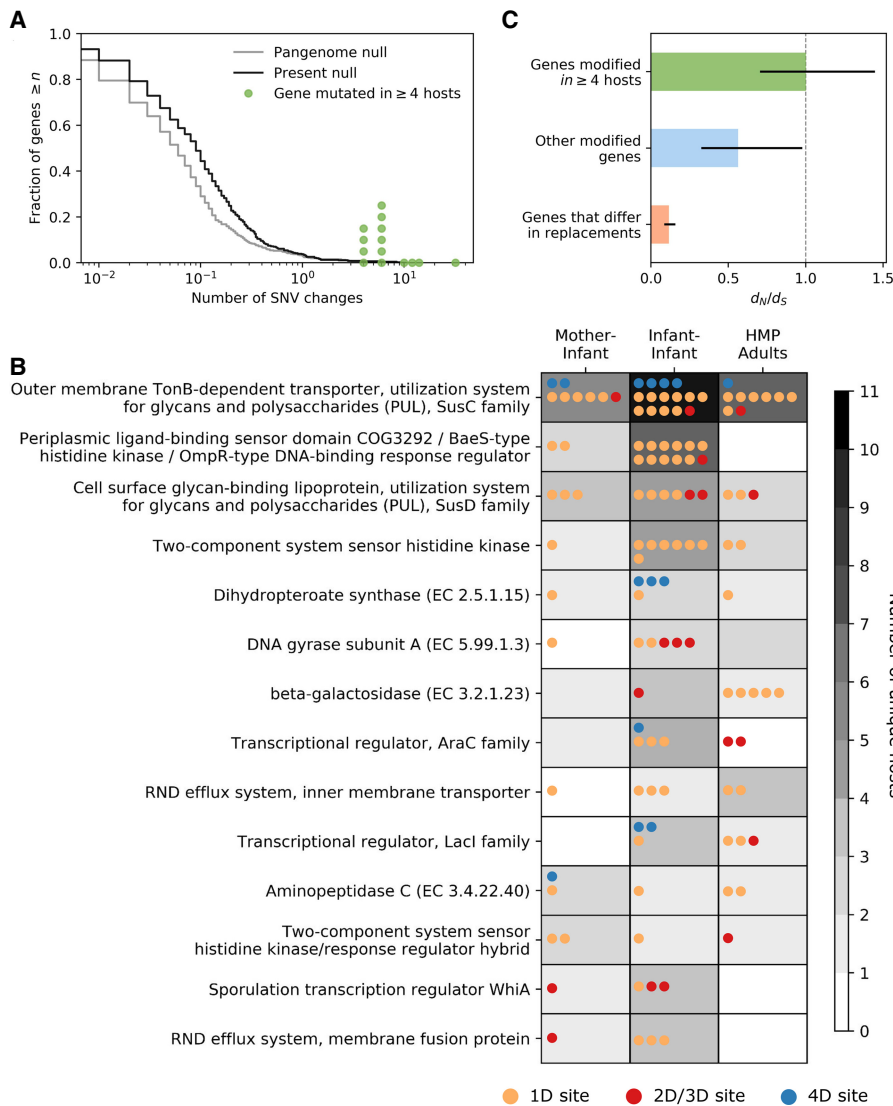 A
1.0
0.8
0.6
0.4
0.2
0.0
Fraction of genes ≥ n
10⁻²
10⁻¹
10⁰
10¹
Number of SNV changes
Pangenome null
Present null
Gene mutated in ≥ 4 hosts
C
Genes modified
in ≥ 4 hosts
Other modified
genes
Genes that differ
in replacements
0.0
0.5
1.0
1.5
dN/dS
B
Mother-
Infant
Infant-
Infant
HMP
Adults
Outer membrane TonB-dependent transporter, utilization system
for glycans and polysaccharides (PUL), SusC family
Periplasmic ligand-binding sensor domain COG3292 / BaeS-type
histidine kinase / OmpR-type DNA-binding response regulator
Cell surface glycan-binding lipoprotein, utilization system
for glycans and polysaccharides (PUL), SusD family
Two-component system sensor histidine kinase
Dihydropteroate synthase (EC 2.5.1.15)
DNA gyrase subunit A (EC 5.99.1.3)
beta-galactosidase (EC 3.2.1.23)
Transcriptional regulator, AraC family
RND efflux system, inner membrane transporter
Transcriptional regulator, LacI family
Aminopeptidase C (EC 3.4.22.40)
Two-component system sensor
histidine kinase/response regulator hybrid
Sporulation transcription regulator WhiA
RND efflux system, membrane fusion protein
11
10
9
8
7
6
5
4
3
2
1
0
Number of unique hosts
1D site
2D/3D site
4D site